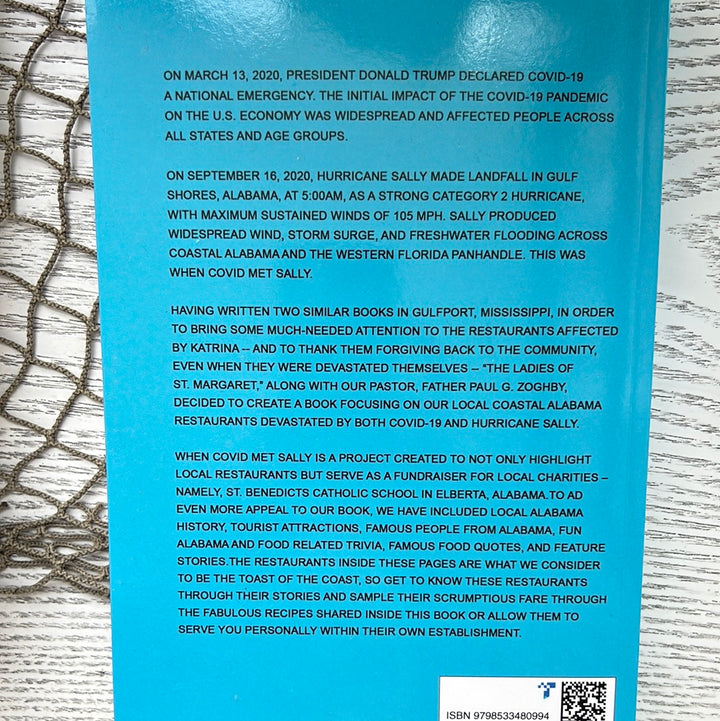 ON MARCH 13, 2020, PRESIDENT DONALD TRUMP DECLARED COVID-19
A NATIONAL EMERGENCY. THE INITIAL IMPACT OF THE COVID-19 PANDEMIC
ON THE U.S. ECONOMY WAS WIDESPREAD AND AFFECTED PEOPLE ACROSS
ALL STATES AND AGE GROUPS.
ON SEPTEMBER 16, 2020, HURRICANE SALLY MADE LANDFALL IN GULF
SHORES, ALABAMA, AT 5:00AM, AS A STRONG CATEGORY 2 HURRICANE,
WITH MAXIMUM SUSTAINED WINDS OF 105 MPH. SALLY PRODUCED
WIDESPREAD WIND, STORM SURGE, AND FRESHWATER FLOODING ACROSS
COASTAL ALABAMA AND THE WESTERN FLORIDA PANHANDLE. THIS WAS
WHEN COVID MET SALLY.
HAVING WRITTEN TWO SIMILAR BOOKS IN GULFPORT, MISSISSIPPI, IN ORDER
TO BRING SOME MUCH-NEEDED ATTENTION TO THE RESTAURANTS AFFECTED
BY KATRINA -- AND TO THANK THEM FORGIVING BACK TO THE COMMUNITY,
EVEN WHEN THEY WERE DEVASTATED THEMSELVES -- "THE LADIES OF
ST. MARGARET," ALONG WITH OUR PASTOR, FATHER PAUL G. ZOGHBY,
DECIDED TO CREATE A BOOK FOCUSING ON OUR LOCAL COASTAL ALABAMA
RESTAURANTS DEVASTATED BY BOTH COVID-19 AND HURRICANE SALLY.
WHEN COVID MET SALLY IS A PROJECT CREATED TO NOT ONLY HIGHLIGHT
LOCAL RESTAURANTS BUT SERVE AS A FUNDRAISER FOR LOCAL CHARITIES –
NAMELY, ST. BENEDICTS CATHOLIC SCHOOL IN ELBERTA, ALABAMA.TO AD
EVEN MORE APPEAL TO OUR BOOK, WE HAVE INCLUDED LOCAL ALABAMA
HISTORY, TOURIST ATTRACTIONS, FAMOUS PEOPLE FROM ALABAMA, FUN
ALABAMA AND FOOD RELATED TRIVIA, FAMOUS FOOD QUOTES, AND FEATURE
STORIES.THE RESTAURANTS INSIDE THESE PAGES ARE WHAT WE CONSIDER
TO BE THE TOAST OF THE COAST, SO GET TO KNOW THESE RESTAURANTS
THROUGH THEIR STORIES AND SAMPLE THEIR SCRUMPTIOUS FARE THROUGH
THE FABULOUS RECIPES SHARED INSIDE THIS BOOK OR ALLOW THEM TO
SERVE YOU PERSONALLY WITHIN THEIR OWN ESTABLISHMENT.
ISBN 9798533480994